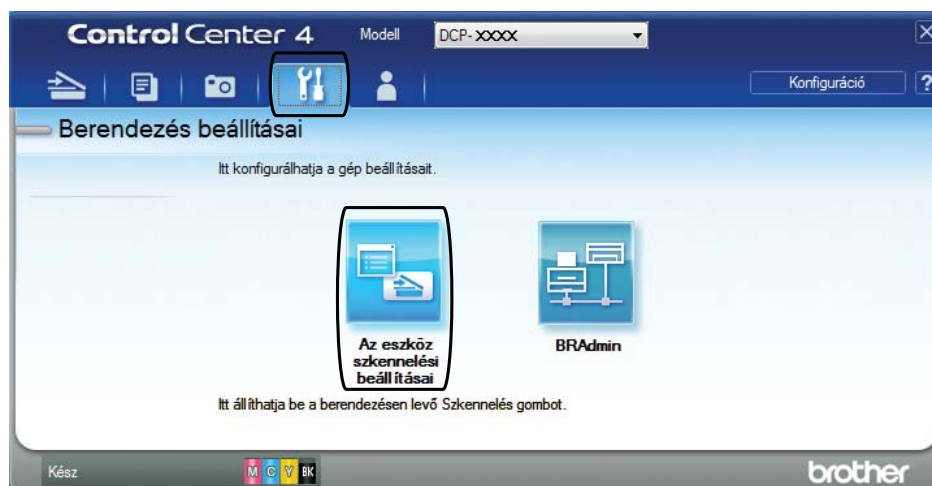 Control Center 4
Modell
DCP-XXXX
Konfiguráció
?
Berendezés beállításai
Itt konfigurálhatja a gép beállításait.
Az eszköz
szkennelési
beállításai
BRAdmin
Itt állíthatja be a berendezésen levő Szkennelés gombot.
Kész
M C Y BK
brother